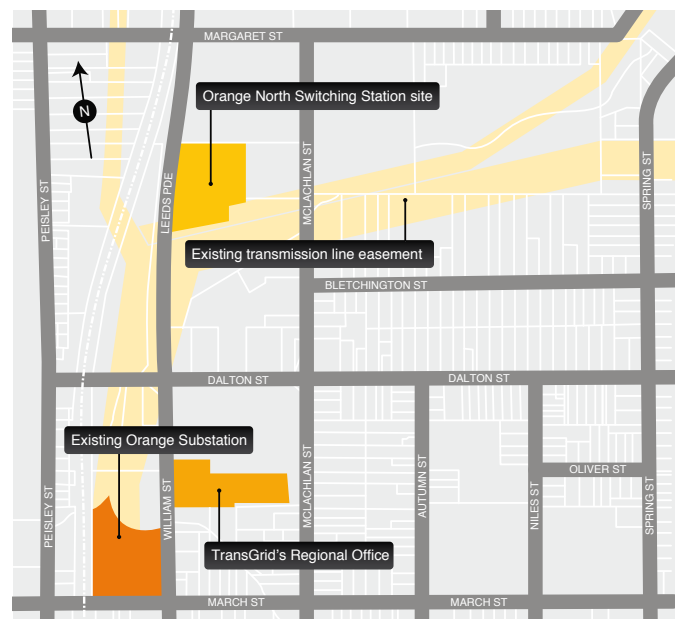 MARGARET ST
N
Orange North Switching Station site
PEISLEY ST
LEEDS PDE
MCLACHLAN ST
SPRING ST
Existing transmission line easement
BLETCHINGTON ST
DALTON ST
DALTON ST
Existing Orange Substation
PEISLEY ST
WILLIAM ST
MCLACHLAN ST
AUTUMN ST
NILES ST
OLIVER ST
SPRING ST
TransGrid's Regional Office
MARCH ST
MARCH ST